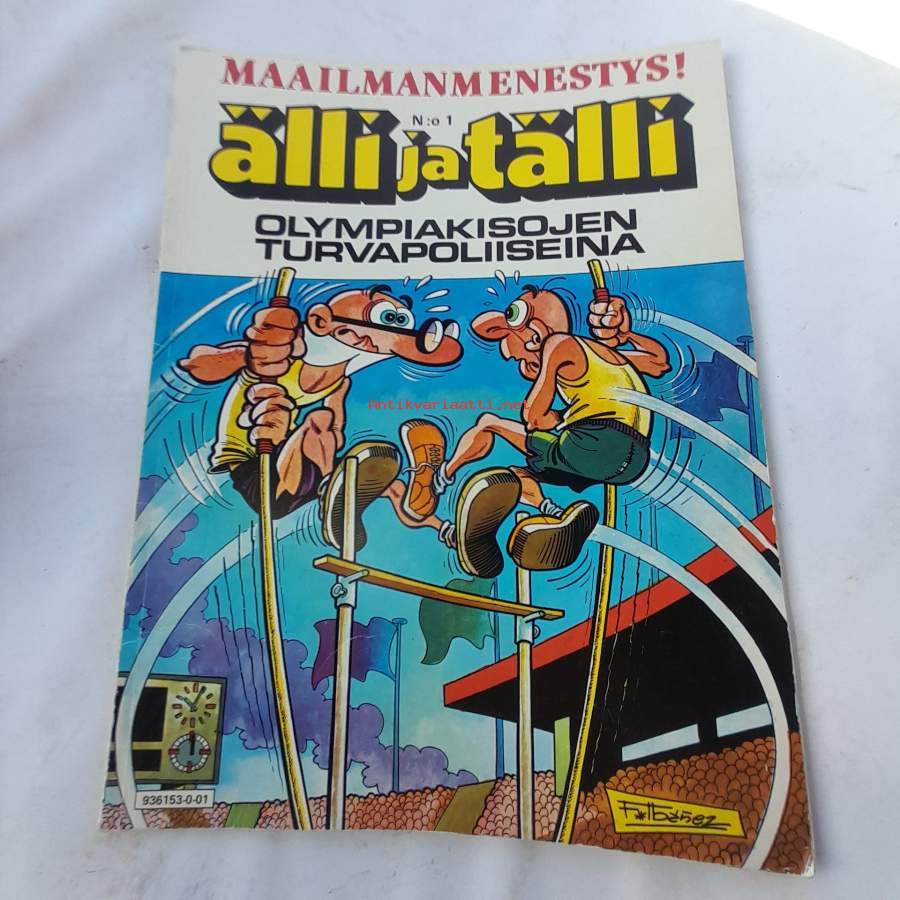 MAAILMANMENESTYS!
N:o 1
älli ja tälli
OLYMPIAKISOJEN
TURVAPOLIISEINA
Antikvariaatti.net
936153-0-01
F. Ibáñez